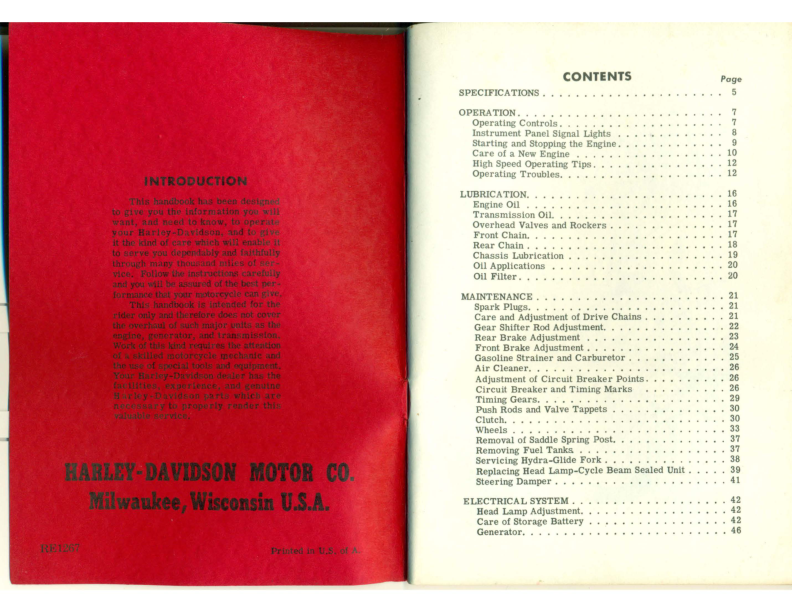 INTRODUCTION
This handbook has been designed
to give you the information you will
want, and need to know, to operate
your Harley-Davidson, and to give
it the kind of care which will enable it
to serve you dependably and faithfully
through many thousand miles of ser-
vice. Follow the instructions carefully
and you will be assured of the best per-
formance that your motorcycle can give.
This handbook is intended for the
rider only and therefore does not cover
the overhaul of such major units as the
engine, generator, and transmission.
Work of this kind requires the attention
of a skilled motorcycle mechanic and
the use of special tools and equipment.
Your Harley-Davidson dealer has the
facilities, experience, and genuine
Harley-Davidson parts which are
necessary to properly render this
valuable service.
HARLEY-DAVIDSON MOTOR CO.
Milwaukee, Wisconsin U.S.A.
Printed in U.S. of A.
CONTENTS
Page
SPECIFICATIONS . . . . . . . . . . . . . . . . . . . . . . . 5
OPERATION. . . . . . . . . . . . . . . . . . . . . . . . . . 7
Operating Controls. . . . . . . . . . . . . . . . . . . . 7
Instrument Panel Signal Lights . . . . . . . . . . . . . 8
Starting and Stopping the Engine. . . . . . . . . . . . . 9
Care of a New Engine . . . . . . . . . . . . . . . . . . 10
High Speed Operating Tips. . . . . . . . . . . . . . . . 12
Operating Troubles. . . . . . . . . . . . . . . . . . . . 12
LUBRICATION. . . . . . . . . . . . . . . . . . . . . . . . 16
Engine Oil . . . . . . . . . . . . . . . . . . . . . . . . 16
Transmission Oil. . . . . . . . . . . . . . . . . . . . . 17
Overhead Valves and Rockers . . . . . . . . . . . . . . 17
Front Chain. . . . . . . . . . . . . . . . . . . . . . . . 17
Rear Chain . . . . . . . . . . . . . . . . . . . . . . . . 18
Chassis Lubrication . . . . . . . . . . . . . . . . . . . 19
Oil Applications . . . . . . . . . . . . . . . . . . . . . 20
Oil Filter. . . . . . . . . . . . . . . . . . . . . . . . . 20
MAINTENANCE . . . . . . . . . . . . . . . . . . . . . . . 21
Spark Plugs. . . . . . . . . . . . . . . . . . . . . . . . 21
Care and Adjustment of Drive Chains . . . . . . . . . . 21
Gear Shifter Rod Adjustment. . . . . . . . . . . . . . . 22
Rear Brake Adjustment . . . . . . . . . . . . . . . . . 23
Front Brake Adjustment . . . . . . . . . . . . . . . . . 24
Gasoline Strainer and Carburetor . . . . . . . . . . . . 25
Air Cleaner. . . . . . . . . . . . . . . . . . . . . . . . 26
Adjustment of Circuit Breaker Points. . . . . . . . . . . 26
Circuit Breaker and Timing Marks . . . . . . . . . . . 26
Timing Gears. . . . . . . . . . . . . . . . . . . . . . . 29
Push Rods and Valve Tappets . . . . . . . . . . . . . . 30
Clutch. . . . . . . . . . . . . . . . . . . . . . . . . . . 30
Wheels . . . . . . . . . . . . . . . . . . . . . . . . . . 33
Removal of Saddle Spring Post. . . . . . . . . . . . . . 37
Removing Fuel Tanks . . . . . . . . . . . . . . . . . . 37
Servicing Hydra-Glide Fork . . . . . . . . . . . . . . . 38
Replacing Head Lamp-Cycle Beam Sealed Unit . . . . . 39
Steering Damper . . . . . . . . . . . . . . . . . . . . . 41
ELECTRICAL SYSTEM . . . . . . . . . . . . . . . . . . . 42
Head Lamp Adjustment. . . . . . . . . . . . . . . . . . 42
Care of Storage Battery . . . . . . . . . . . . . . . . . 42
Generator. . . . . . . . . . . . . . . . . . . . . . . . . 46